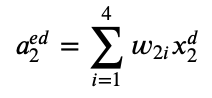 a_2^{ed} = \sum_{i=1}^{4} w_{2i} x_2^d